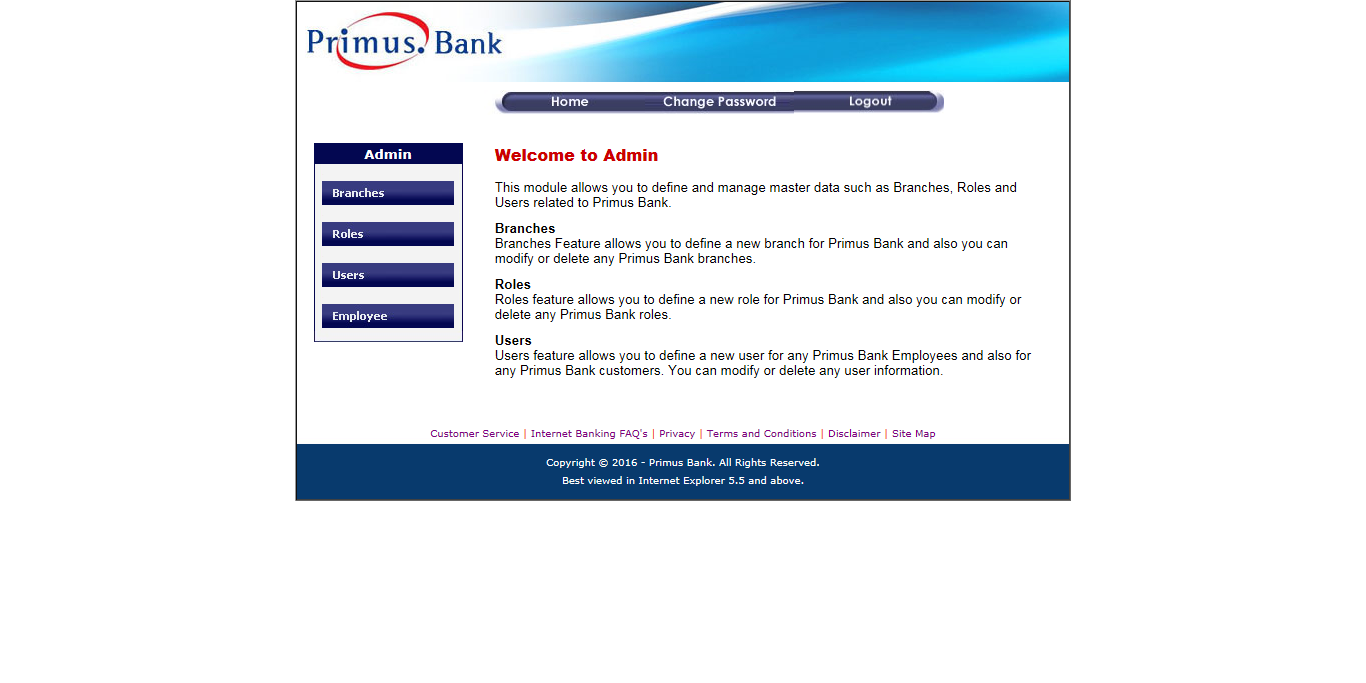 Primus. Bank
Home Change Password Logout
Admin
Branches
Roles
Users
Employee
Welcome to Admin
This module allows you to define and manage master data such as Branches, Roles and
Users related to Primus Bank.
Branches
Branches Feature allows you to define a new branch for Primus Bank and also you can
modify or delete any Primus Bank branches.
Roles
Roles feature allows you to define a new role for Primus Bank and also you can modify or
delete any Primus Bank roles.
Users
Users feature allows you to define a new user for any Primus Bank Employees and also for
any Primus Bank customers. You can modify or delete any user information.
Customer Service | Internet Banking FAQ's | Privacy | Terms and Conditions | Disclaimer | Site Map
Copyright © 2016 - Primus Bank. All Rights Reserved.
Best viewed in Internet Explorer 5.5 and above.